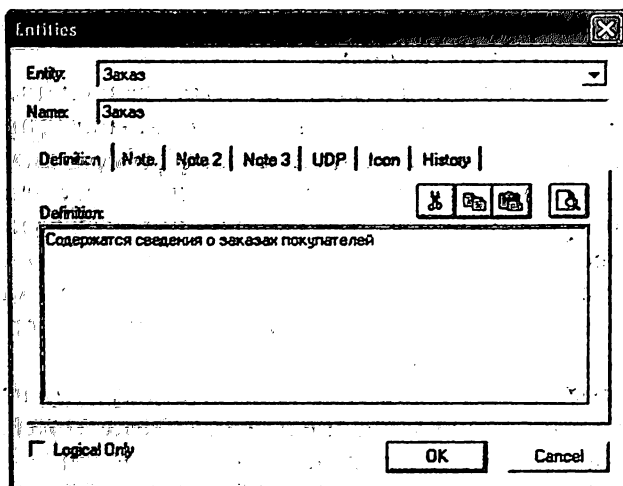 Entities
Entity: Заказ
Name: Заказ
Definition Note Note 2 Note 3 UDP Icon History
Definition:
Содержатся сведения о заказах покупателей
Logical Only
OK Cancel